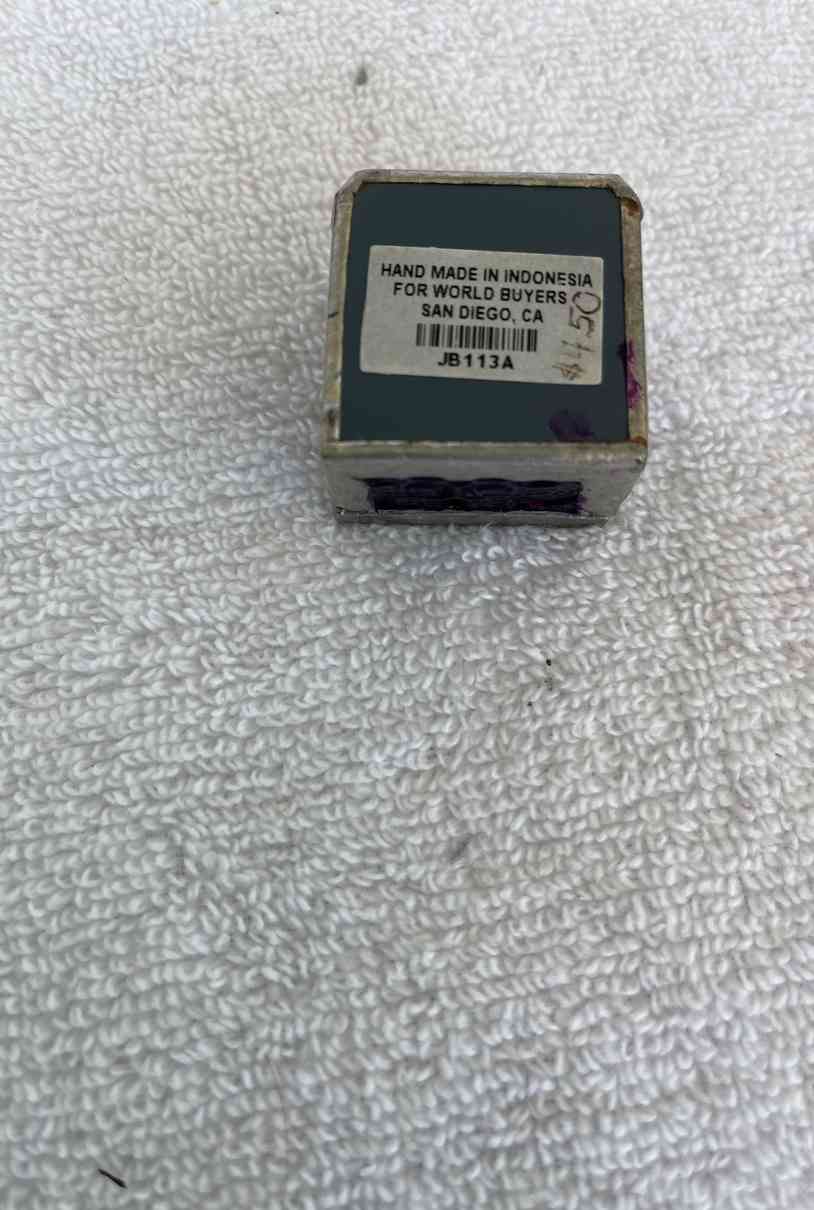 HAND MADE IN INDONESIA
FOR WORLD BUYERS
SAN DIEGO, CA
JB113A
$4.50